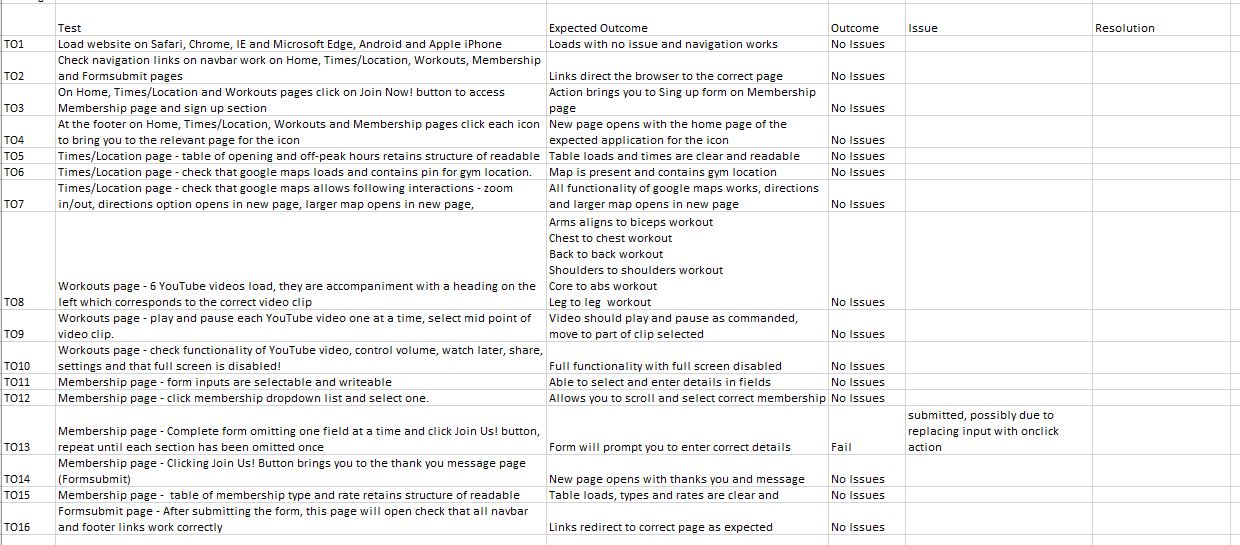 Test Expected Outcome Outcome Issue Resolution
TO1 Load website on Safari, Chrome, IE and Microsoft Edge, Android and Apple iPhone Loads with no issue and navigation works No Issues
Check navigation links on navbar work on Home, Times/Location, Workouts, Membership
TO2 and Formsubmit pages Links direct the browser to the correct page No Issues
On Home, Times/Location and Workouts pages click on Join Now! button to access Action brings you to Sing up form on Membership
TO3 Membership page and sign up section page No Issues
At the footer on Home, Times/Location, Workouts and Membership pages click each icon New page opens with the home page of the
TO4 to bring you to the relevant page for the icon expected application for the icon No Issues
TO5 Times/Location page - table of opening and off-peak hours retains structure of readable Table loads and times are clear and readable No Issues
TO6 Times/Location page - check that google maps loads and contains pin for gym location. Map is present and contains gym location No Issues
Times/Location page - check that google maps allows following interactions - zoom All functionality of google maps works, directions
TO7 in/out, directions option opens in new page, larger map opens in new page, and larger map opens in new page No Issues
Arms aligns to biceps workout
Chest to chest workout
Back to back workout
Shoulders to shoulders workout
Workouts page - 6 YouTube videos load, they are accompaniment with a heading on the Core to abs workout
TO8 left which corresponds to the correct video clip Leg to leg workout No Issues
Workouts page - play and pause each YouTube video one at a time, select mid point of Video should play and pause as commanded,
TO9 video clip. move to part of clip selected No Issues
Workouts page - check functionality of YouTube video, control volume, watch later, share,
TO10 settings and that full screen is disabled! Full functionality with full screen disabled No Issues
TO11 Membership page - form inputs are selectable and writeable Able to select and enter details in fields No Issues
TO12 Membership page - click membership dropdown list and select one. Allows you to scroll and select correct membership No Issues
submitted, possibly due to
Membership page - Complete form omitting one field at a time and click Join Us! button, replacing input with onclick
TO13 repeat until each section has been omitted once Form will prompt you to enter correct details Fail action
Membership page - Clicking Join Us! Button brings you to the thank you message page
TO14 (Formsubmit) New page opens with thanks you and message No Issues
TO15 Membership page - table of membership type and rate retains structure of readable Table loads, types and rates are clear and No Issues
Formsubmit page - After submitting the form, this page will open check that all navbar
TO16 and footer links work correctly Links redirect to correct page as expected No Issues